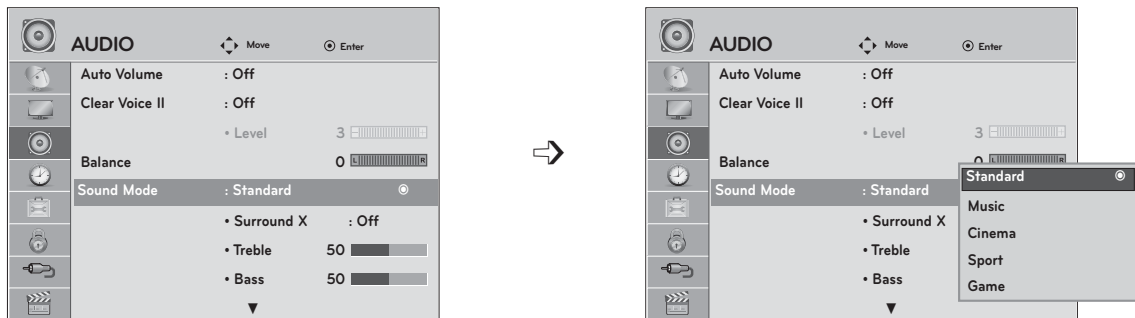 AUDIO Move Enter
Auto Volume : Off
Clear Voice II : Off
• Level 3 - +
Balance 0 L R
Sound Mode : Standard
• Surround X : Off
• Treble 50
• Bass 50
▼
AUDIO Move Enter
Auto Volume : Off
Clear Voice II : Off
• Level 3 - +
Balance 0 L R
Sound Mode : Standard
• Surround X
• Treble
• Bass
▼
Standard
Music
Cinema
Sport
Game